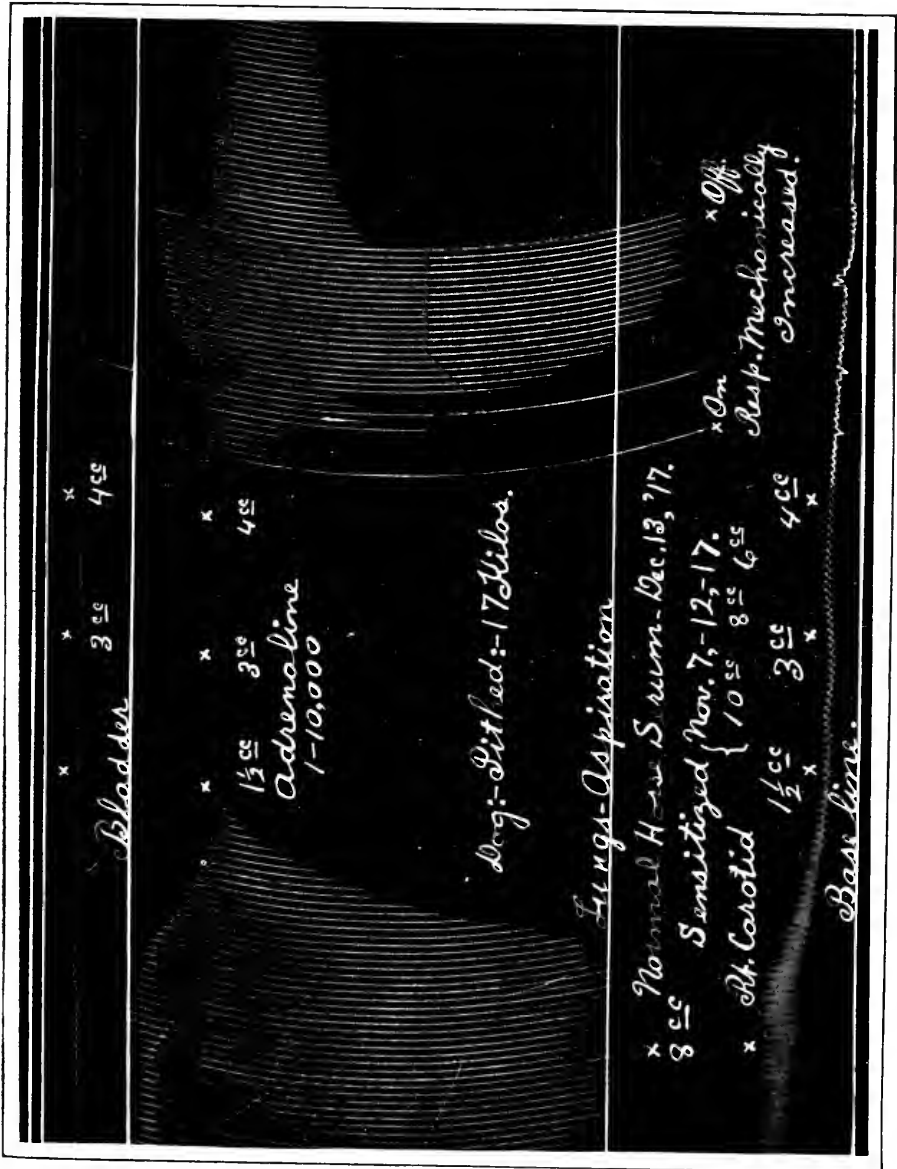 × × ×
3 cc 4 cc
Bladder
× × ×
1½ cc 3 cc 4 cc
Adrenaline
1-10,000
Dog:-Pithed:-17 Kilos.
Lungs-Aspiration
× Normal H se S rum-Dec. 13, '17.
8 cc Sensitized { Nov. 7,-12,-17.
10 cc 8 cc 6 cc
× On × Off.
Resp. Mechanically
Increased.
× Rt. Carotid
1½ cc 3 cc 4 cc
× × ×
Base line.